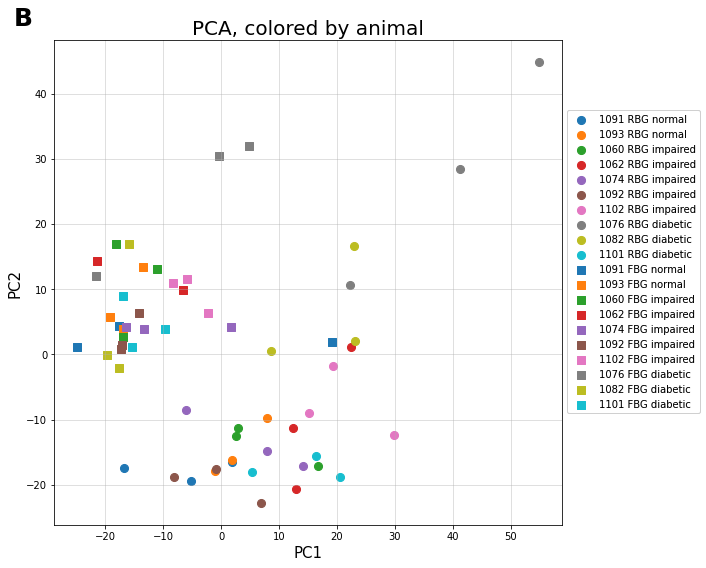 B
PCA, colored by animal
PC2
40
30
20
10
0
−10
−20
−20
−10
0
10
20
30
40
50
PC1
1091 RBG normal
1093 RBG normal
1060 RBG impaired
1062 RBG impaired
1074 RBG impaired
1092 RBG impaired
1102 RBG impaired
1076 RBG diabetic
1082 RBG diabetic
1101 RBG diabetic
1091 FBG normal
1093 FBG normal
1060 FBG impaired
1062 FBG impaired
1074 FBG impaired
1092 FBG impaired
1102 FBG impaired
1076 FBG diabetic
1082 FBG diabetic
1101 FBG diabetic